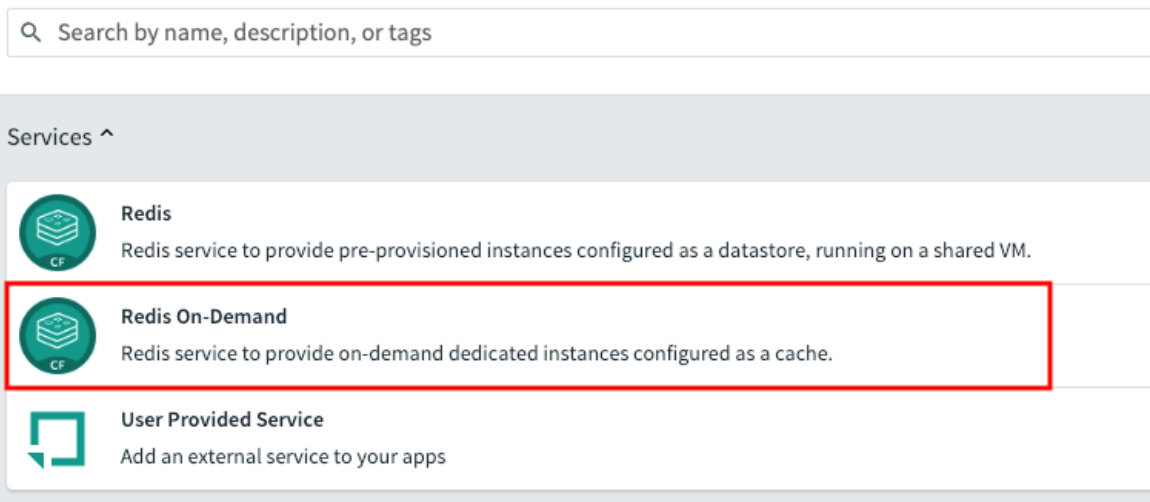 Search by name, description, or tags
Services
Redis
Redis service to provide pre-provisioned instances configured as a datastore, running on a shared VM.
CF
Redis On-Demand
Redis service to provide on-demand dedicated instances configured as a cache.
CF
User Provided Service
Add an external service to your apps